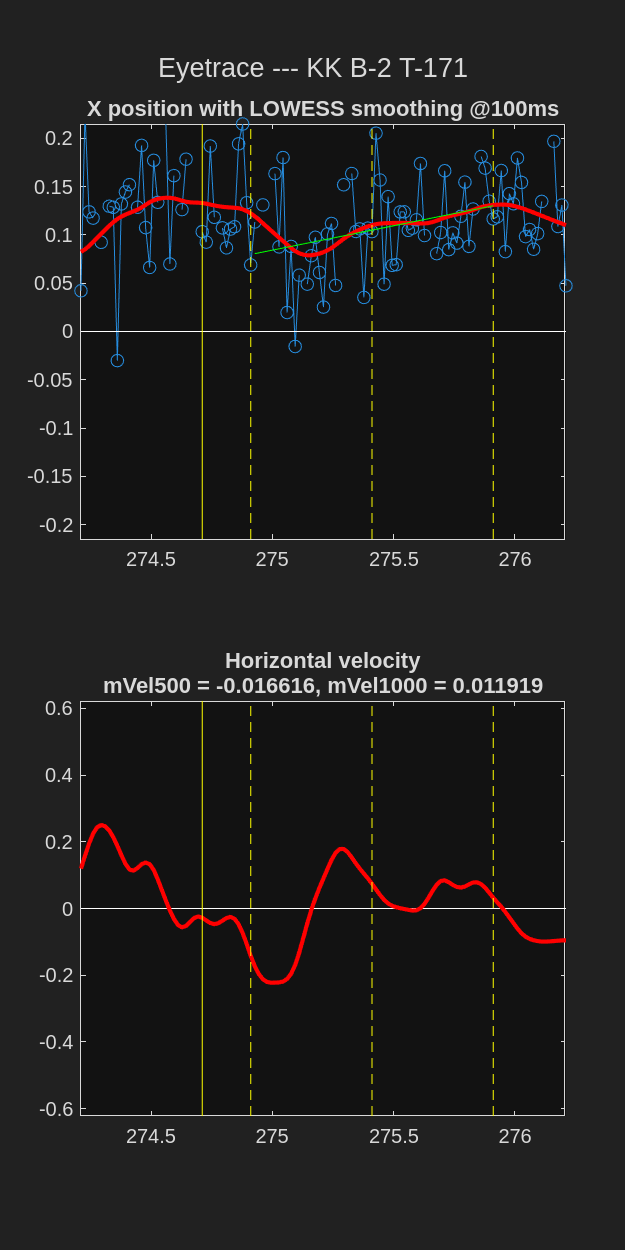 Eyetrace --- KK B-2 T-171
X position with LOWESS smoothing @100ms
0.2
0.15
0.1
0.05
0
-0.05
-0.1
-0.15
-0.2
274.5 275 275.5 276
Horizontal velocity
mVel500 = -0.016616, mVel1000 = 0.011919
0.6
0.4
0.2
0
-0.2
-0.4
-0.6
274.5 275 275.5 276